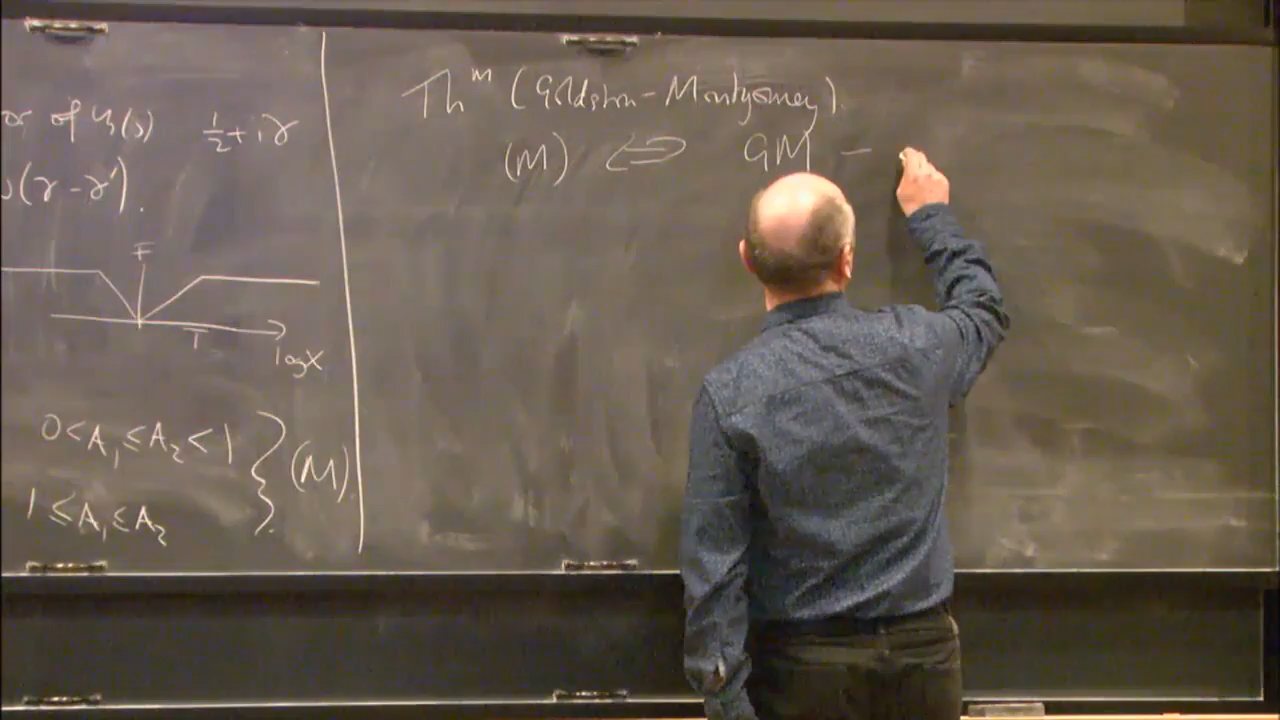 of ζ(s) 1/2+iγ
(γ-γ').
F
T
log X
0<A₁≤A₂<1
1≤A₁≤A₂
} (M).
Thᵐ (Goldston-Montgomery).
(M) ⇔ GM -